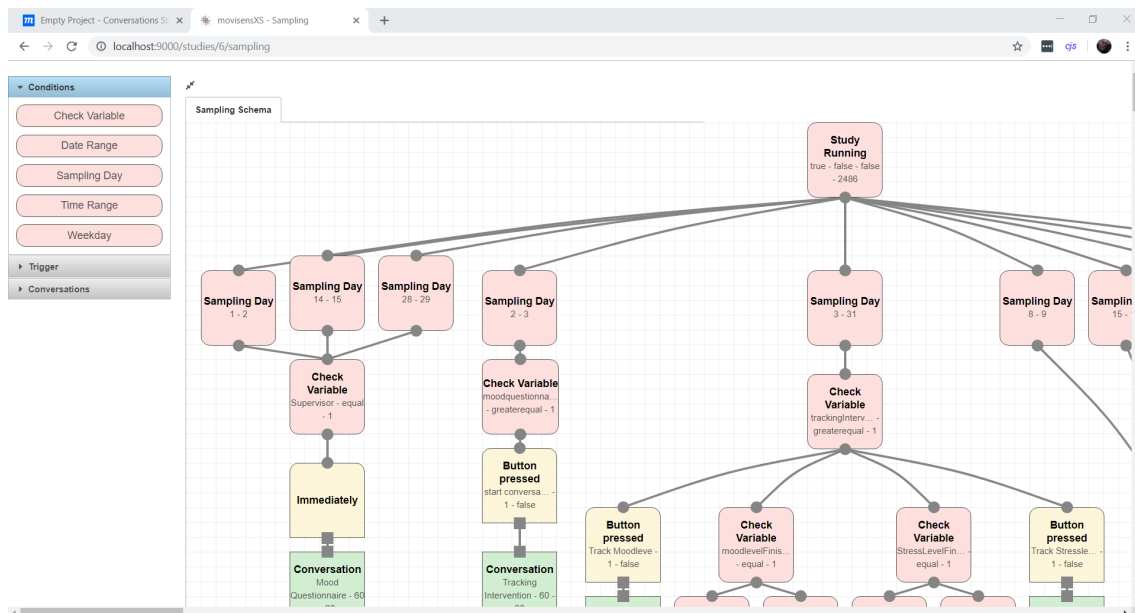 Empty Project - Conversations St
movisensXS - Sampling
localhost:9000/studies/6/sampling
cjs
Conditions
Check Variable
Date Range
Sampling Day
Time Range
Weekday
Trigger
Conversations
Sampling Schema
Study
Running
true - false - false
- 2486
Sampling Day
1 - 2
Sampling Day
14 - 15
Sampling Day
28 - 29
Sampling Day
2 - 3
Sampling Day
3 - 31
Sampling Day
8 - 9
Samplin
15 -
Check
Variable
Supervisor - equal
- 1
Check Variable
moodquestionna...
- greaterequal - 1
Check
Variable
trackingInterv... -
greaterequal - 1
Immediately
Button
pressed
start conversa... -
1 - false
Button
pressed
Track Moodleve -
1 - false
Check
Variable
moodlevelFinis...
- equal - 1
Check
Variable
StressLevelFin... -
equal - 1
Button
pressed
Track Stressle... -
1 - false
Conversation
Mood
Questionnaire - 60
Conversation
Tracking
Intervention - 60 -